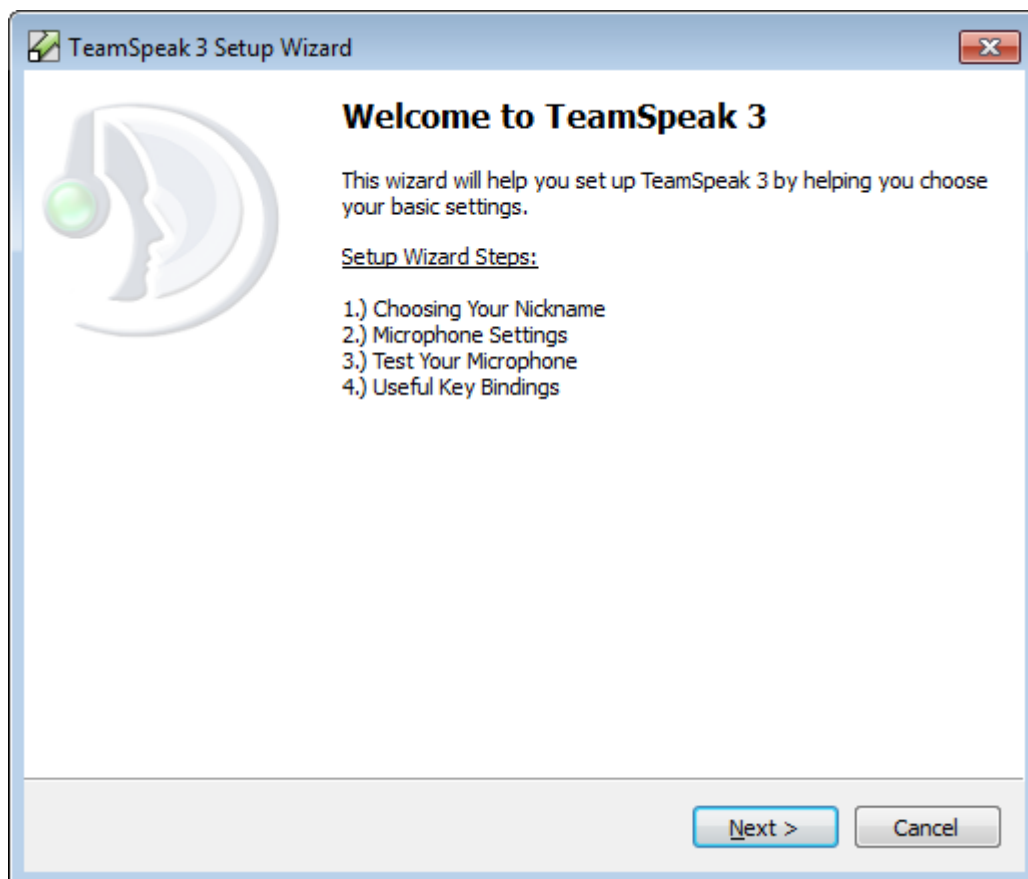 TeamSpeak 3 Setup Wizard
Welcome to TeamSpeak 3
This wizard will help you set up TeamSpeak 3 by helping you choose
your basic settings.
Setup Wizard Steps:
1.) Choosing Your Nickname
2.) Microphone Settings
3.) Test Your Microphone
4.) Useful Key Bindings
Next > Cancel